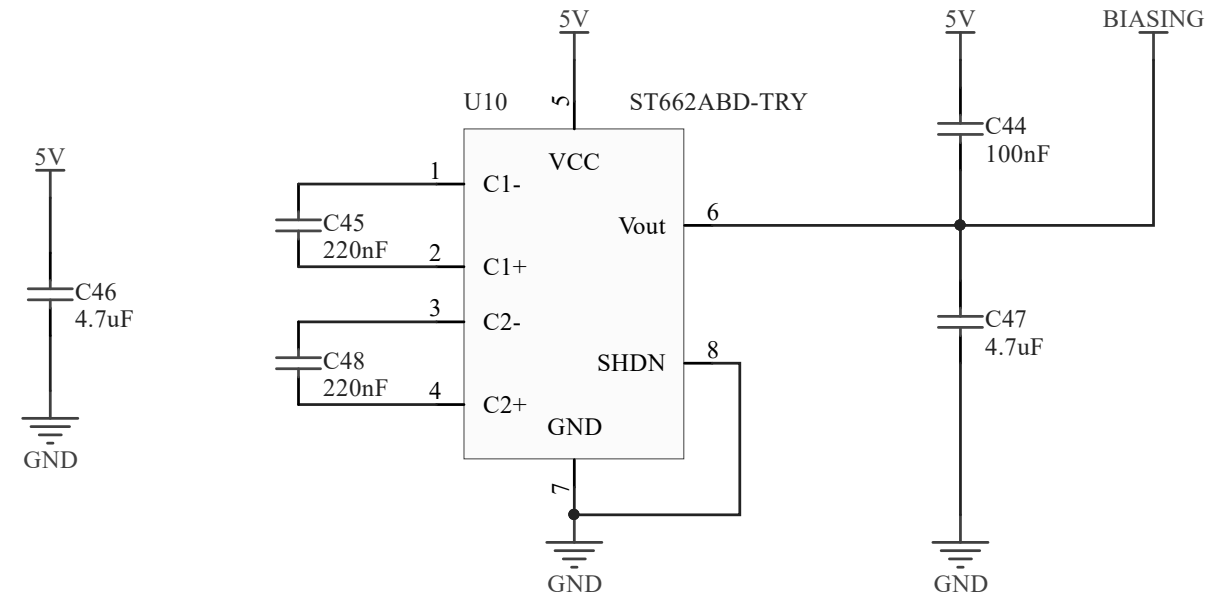 5V
5V
BIASING
U10
5
ST662ABD-TRY
C44
100nF
VCC
5V
1
C1-
C45
220nF
Vout
6
2
C1+
C46
4.7uF
3
C2-
C47
4.7uF
C48
220nF
SHDN
8
4
C2+
GND
GND
7
GND
GND